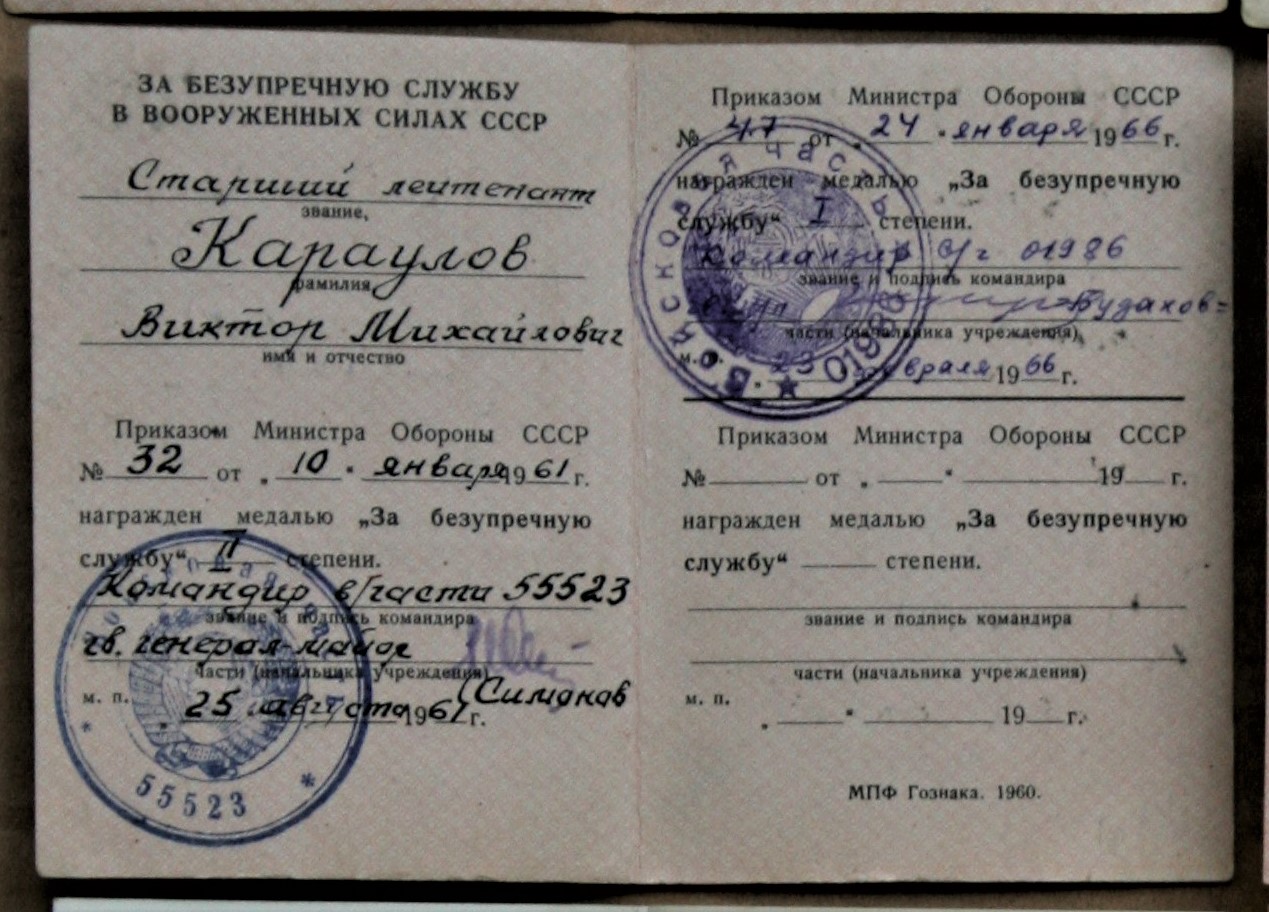 ЗА БЕЗУПРЕЧНУЮ СЛУЖБУ
В ВООРУЖЕННЫХ СИЛАХ СССР
Старший лейтенант
звание,
Караулов
фамилия,
Виктор Михайлович
имя и отчество
Приказом Министра Обороны СССР
№ 32 от „10" января 1961 г.
награжден медалью „За безупречную
службу“ II степени.
Командир в/части 55523
звание и подпись командира
гв. генерал-майор
части (начальника учреждения)
(Симонов
м. п.
„25" августа 1961 г.
55523
Приказом Министра Обороны СССР
№ 47 от „24" января 1966 г.
награжден медалью „За безупречную
службу“ I степени.
Командир в/ч 01986
звание и подпись командира
части (начальника учреждения)
м. п.
„23" февраля 1966 г.
Войсковая часть 01986
Приказом Министра Обороны СССР
№ от „ " 19 г.
награжден медалью „За безупречную
службу“ степени.
звание и подпись командира
части (начальника учреждения)
м. п.
„ " 19 г.
МПФ Гознака. 1960.